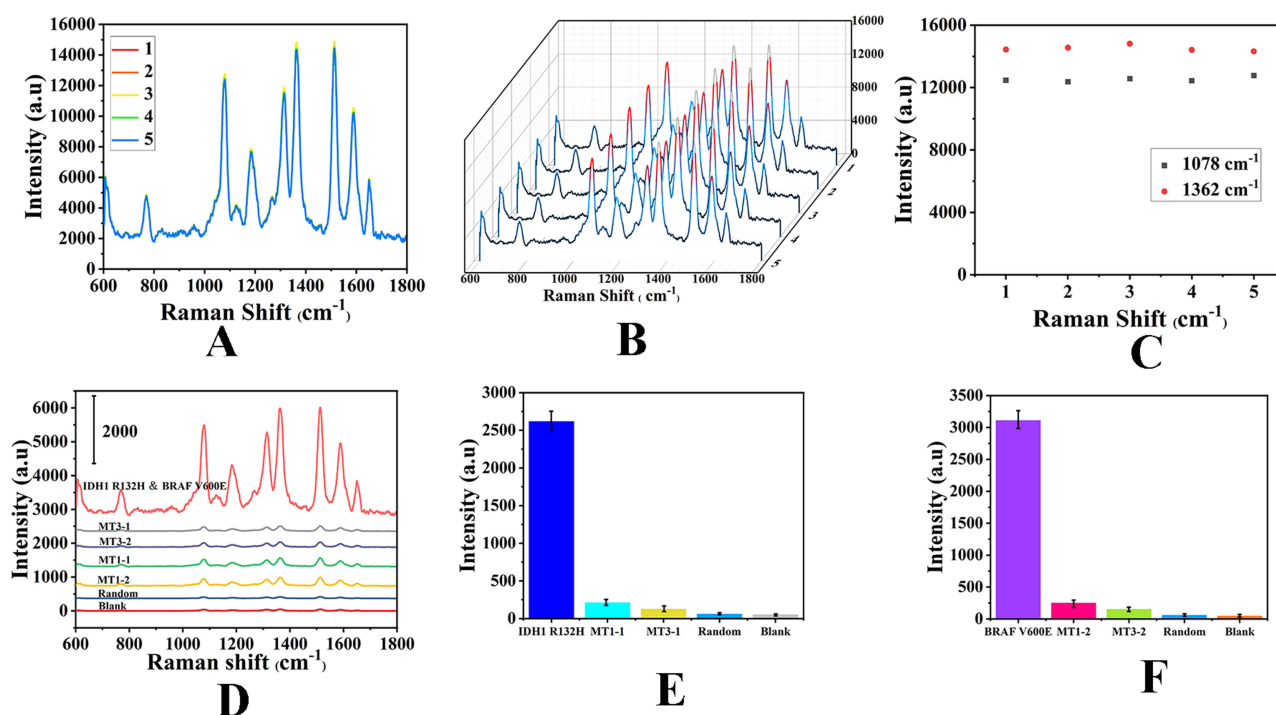 16000
14000
12000
10000
8000
6000
4000
2000
0
Intensity (a.u)
1
2
3
4
5
600 800 1000 1200 1400 1600 1800
Raman Shift (cm-1)
A
16000
12000
8000
4000
0
1
2
3
4
5
600 800 1000 1200 1400 1600 1800
Raman Shift ( cm-1)
B
16000
12000
8000
4000
0
Intensity (a.u)
1078 cm-1
1362 cm-1
1 2 3 4 5
Raman Shift (cm-1)
C
6000
5000
4000
3000
2000
1000
0
Intensity (a.u)
2000
IDH1 R132H & BRAF V600E
MT3-1
MT3-2
MT1-1
MT1-2
Random
Blank
600 800 1000 1200 1400 1600 1800
Raman shift (cm-1)
D
3000
2500
2000
1500
1000
500
0
Intensity (a.u)
IDH1 R132H MT1-1 MT3-1 Random Blank
E
3500
3000
2500
2000
1500
1000
500
250
0
Intensity (a.u)
BRAF V600E MT1-2 MT3-2 Random Blank
F